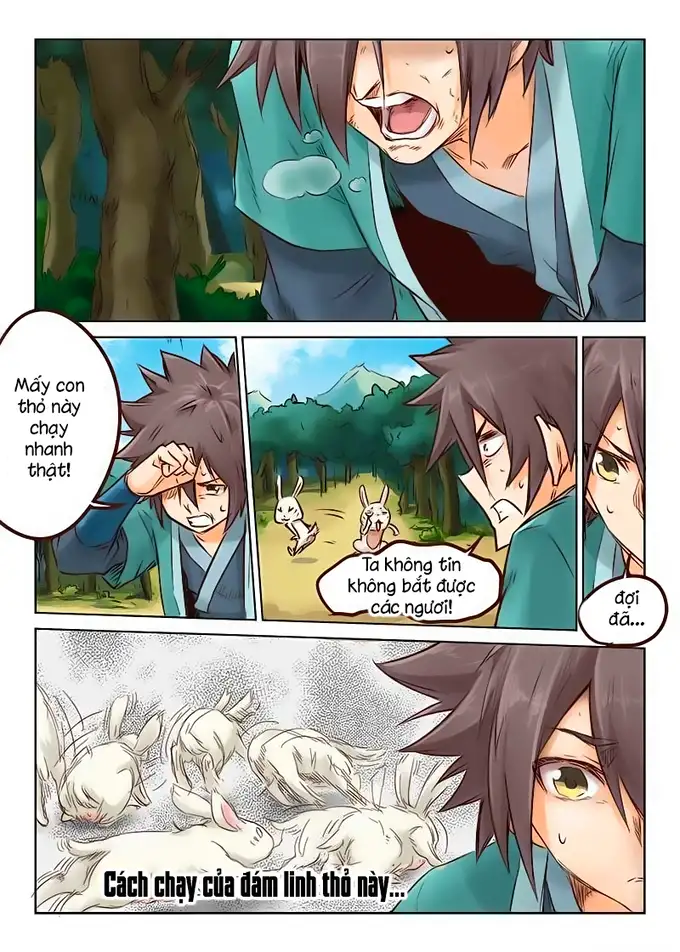 Mấy con
thỏ này
chạy
nhanh
thật!
Ta không tin
không bắt được
các ngươi!
đợi
đã...
Cách chạy của đám linh thỏ này...